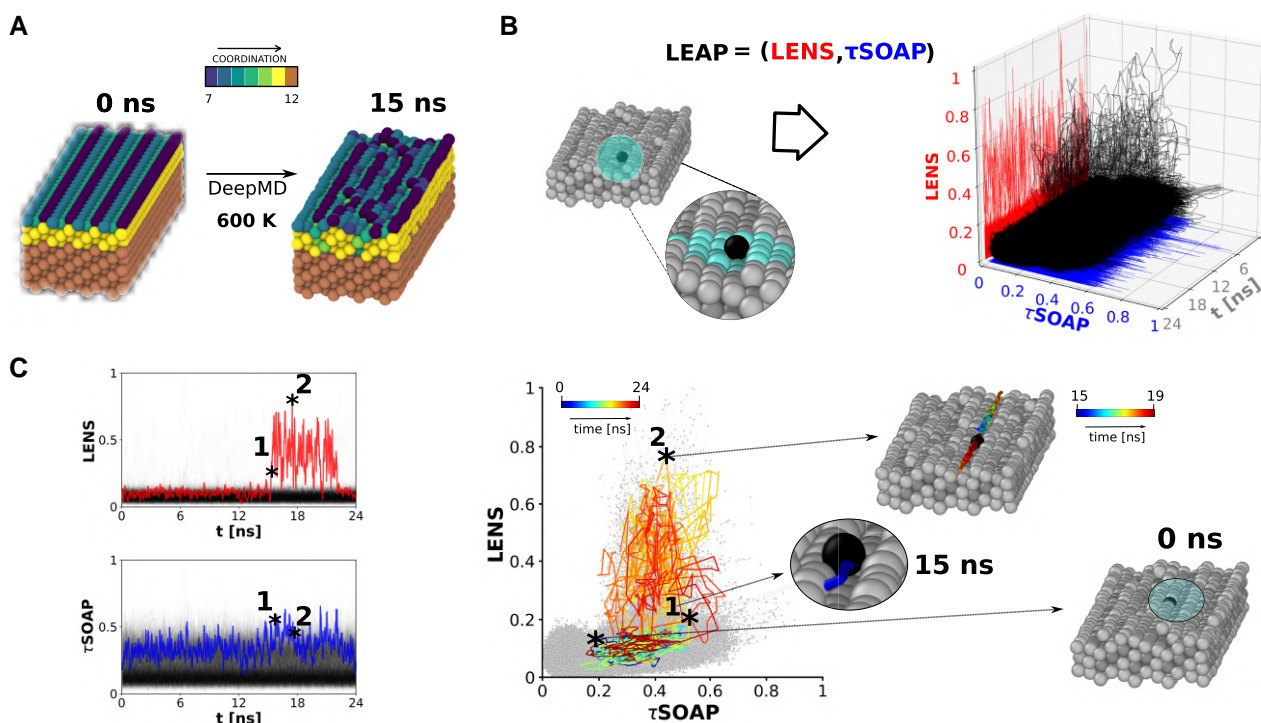 A
COORDINATION
7 12
0 ns
15 ns
DeepMD
600 K
B
LEAP = (LENS,τSOAP)
1
0.8
0.6
0.4
0.2
0
LENS
0 0.2 0.4 0.6 0.8 1
τSOAP
6
12
18
24
t [ns]
C
1
0.5
0
LENS
1
2
0 6 12 18 24
t [ns]
1
0.5
0
τSOAP
1
2
0 6 12 18 24
t [ns]
0 24
time [ns]
1
0.8
0.6
0.4
0.2
0
LENS
2
1
0 0.2 0.4 0.6 0.8 1
τSOAP
15 19
time [ns]
15 ns
0 ns